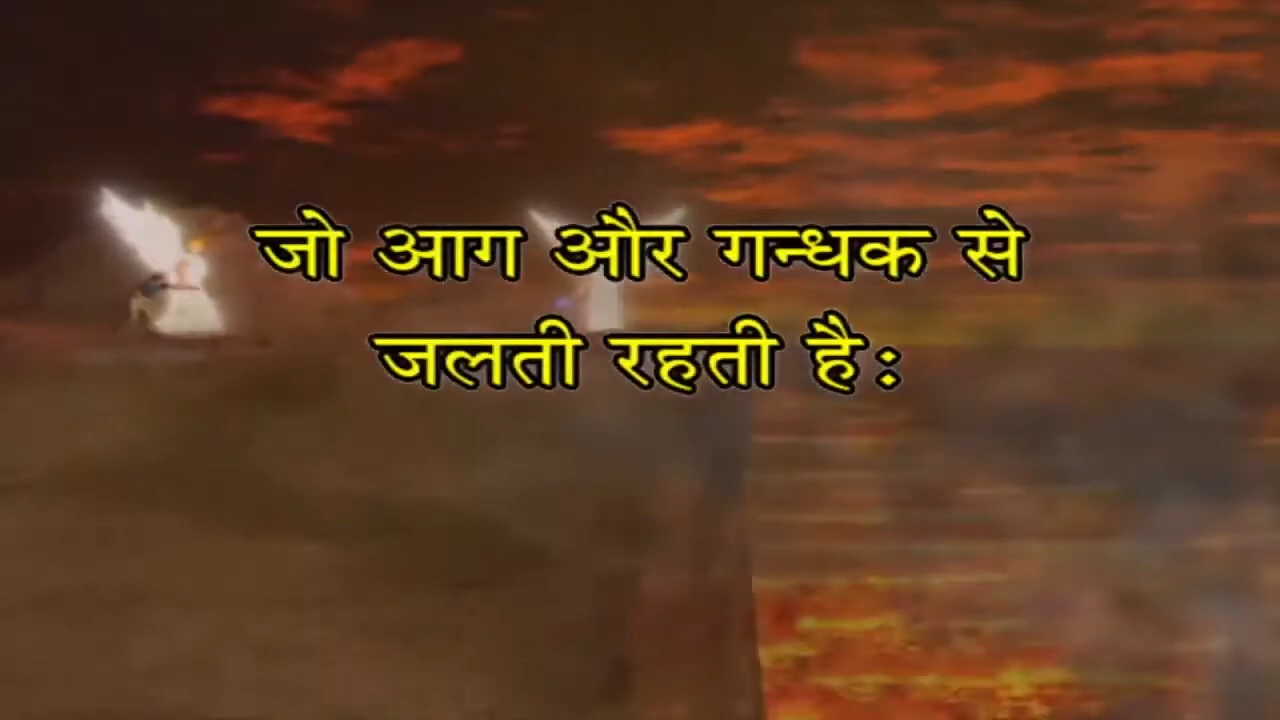 जो आग और गन्धक से
जलती रहती है: